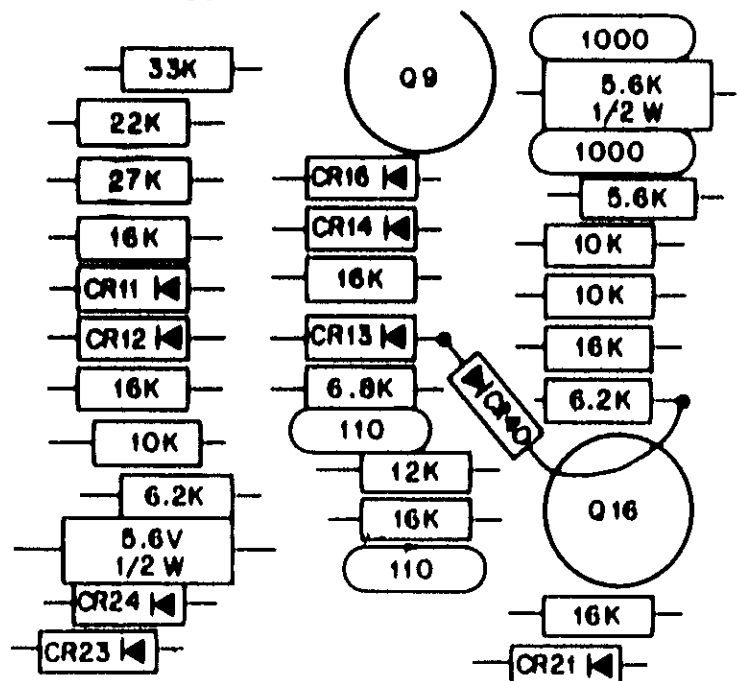 33K
22K
27K
16K
CR11
CR12
16K
10K
6.2K
5.6V
1/2 W
CR24
CR23
Q9
CR16
CR14
16K
CR13
6.8K
110
12K
16K
110
CR40
1000
5.6K
1/2 W
1000
5.6K
10K
10K
16K
6.2K
Q16
16K
CR21